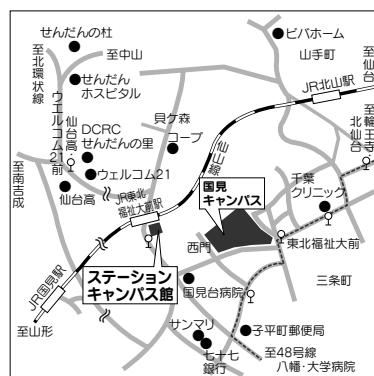 せんだんの杜
至中山
ビバホーム
山手町
至北環状線
せんだん
ホスピタル
JR北山駅
貝ケ森
コープ
仙山線
至輪王寺
北仙台
ウエルコム21前
仙台高
DCRC
せんだんの里
ウェルコム21
仙台高
至南吉成
JR東北
福祉大前駅
国見
キャンパス
千葉
クリニック
西門
東北福祉大前
ステーション
キャンパス館
国見台病院
三条町
JR国見駅
至山形
サンマリ
七十七
銀行
子平町郵便局
至48号線
八幡・大学病院